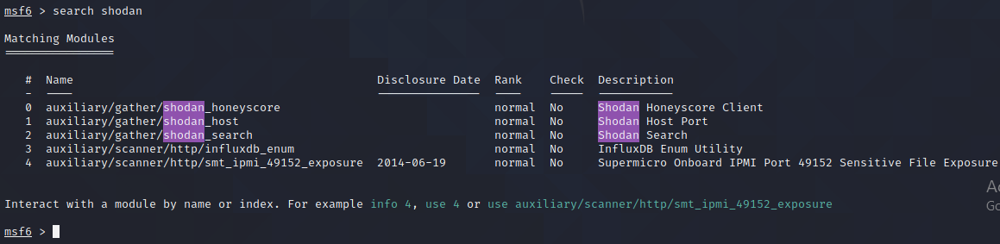 msf6 > search shodan
Matching Modules
================
# Name Disclosure Date Rank Check Description
- ---- --------------- ---- ----- -----------
0 auxiliary/gather/shodan_honeyscore normal No Shodan Honeyscore Client
1 auxiliary/gather/shodan_host normal No Shodan Host Port
2 auxiliary/gather/shodan_search normal No Shodan Search
3 auxiliary/scanner/http/influxdb_enum normal No InfluxDB Enum Utility
4 auxiliary/scanner/http/smt_ipmi_49152_exposure 2014-06-19 normal No Supermicro Onboard IPMI Port 49152 Sensitive File Exposure
Interact with a module by name or index. For example info 4, use 4 or use auxiliary/scanner/http/smt_ipmi_49152_exposure
msf6 >